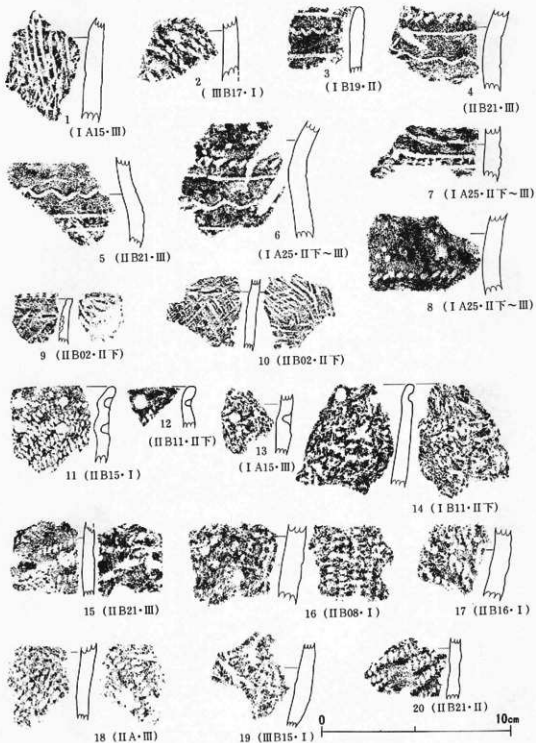 1
(ⅠA15・Ⅲ)
2
(ⅢB17・Ⅰ)
3
(ⅠB19・Ⅱ)
4
(ⅡB21・Ⅲ)
5 (ⅡB21・Ⅲ)
6
(ⅠA25・Ⅱ下～Ⅲ)
7
(ⅠA25・Ⅱ下～Ⅲ)
8 (ⅠA25・Ⅱ下～Ⅲ)
9 (ⅡB02・Ⅱ下)
10 (ⅡB02・Ⅱ下)
11 (ⅡB15・Ⅰ)
12
(ⅡB11・Ⅱ下)
13
(ⅠA15・Ⅲ)
14 (ⅠB11・Ⅱ下)
15 (ⅡB21・Ⅲ)
16 (ⅡB08・Ⅰ)
17 (ⅡB16・Ⅰ)
18 (ⅡA・Ⅲ)
19 (ⅢB15・Ⅰ)
20 (ⅡB21・Ⅱ)
0 10cm